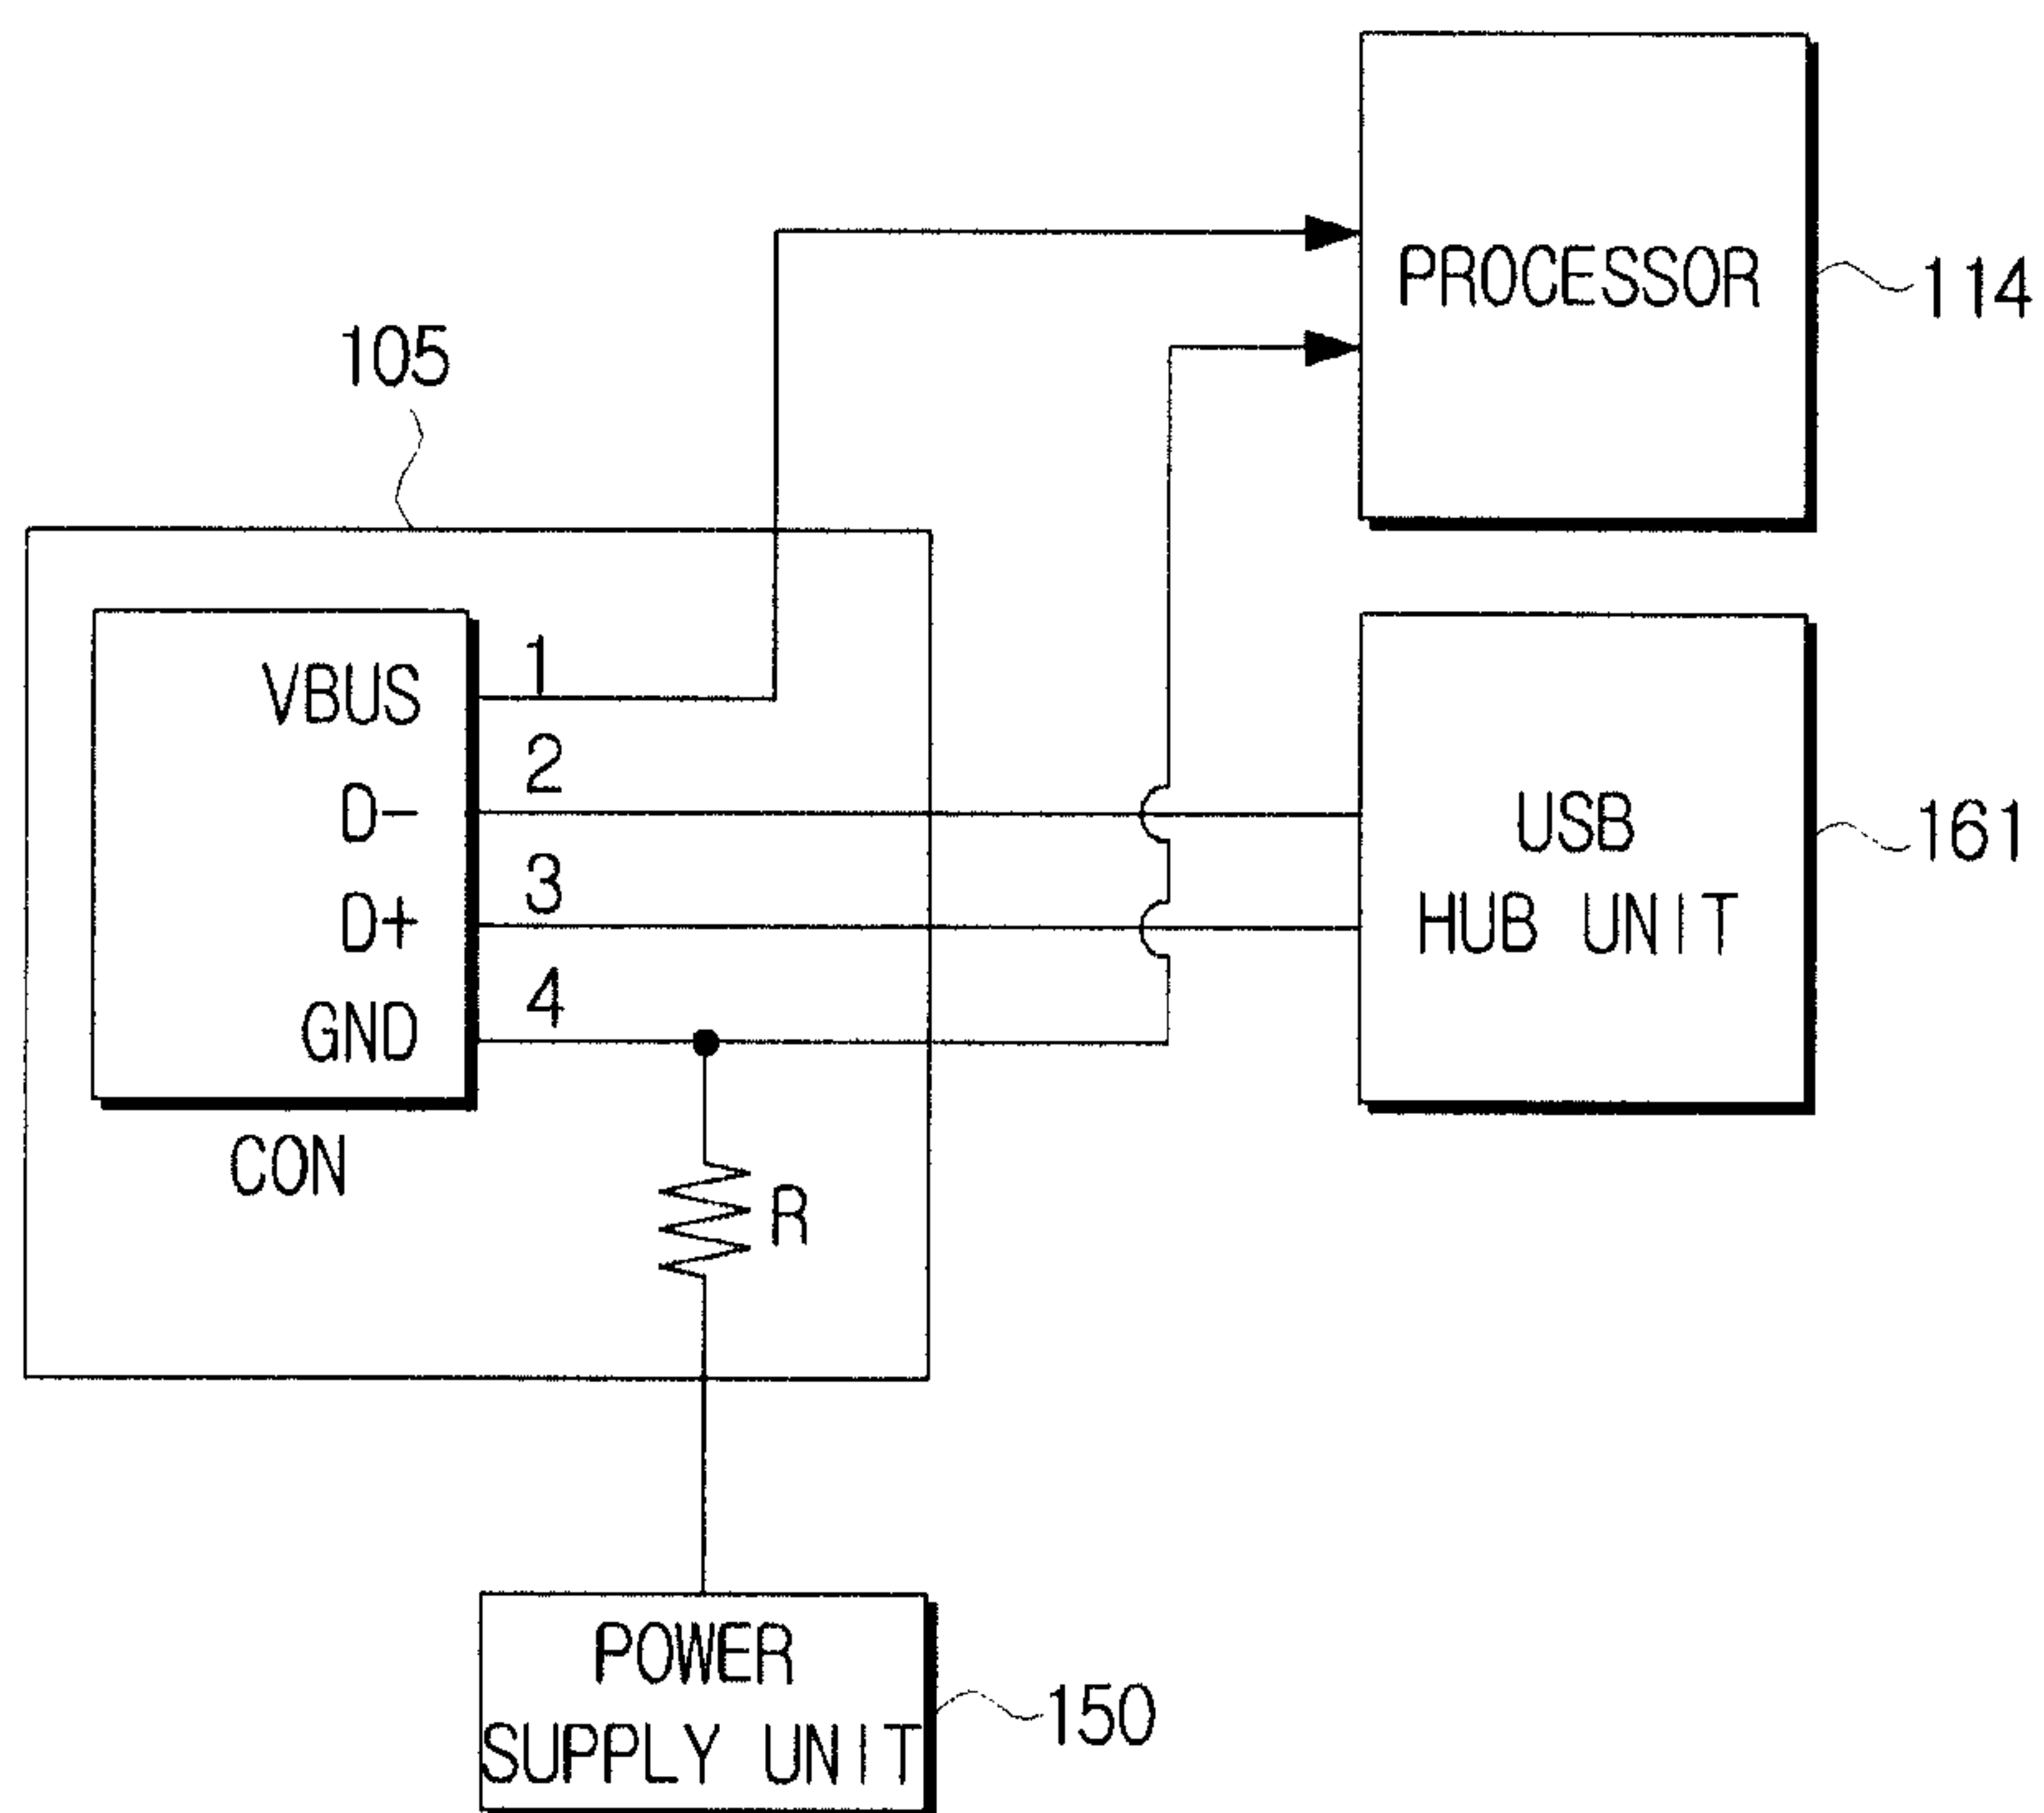 PROCESSOR
114
105
VBUS
1
2
D-
3
D+
4
GND
CON
R
USB
HUB UNIT
161
POWER
SUPPLY UNIT
150